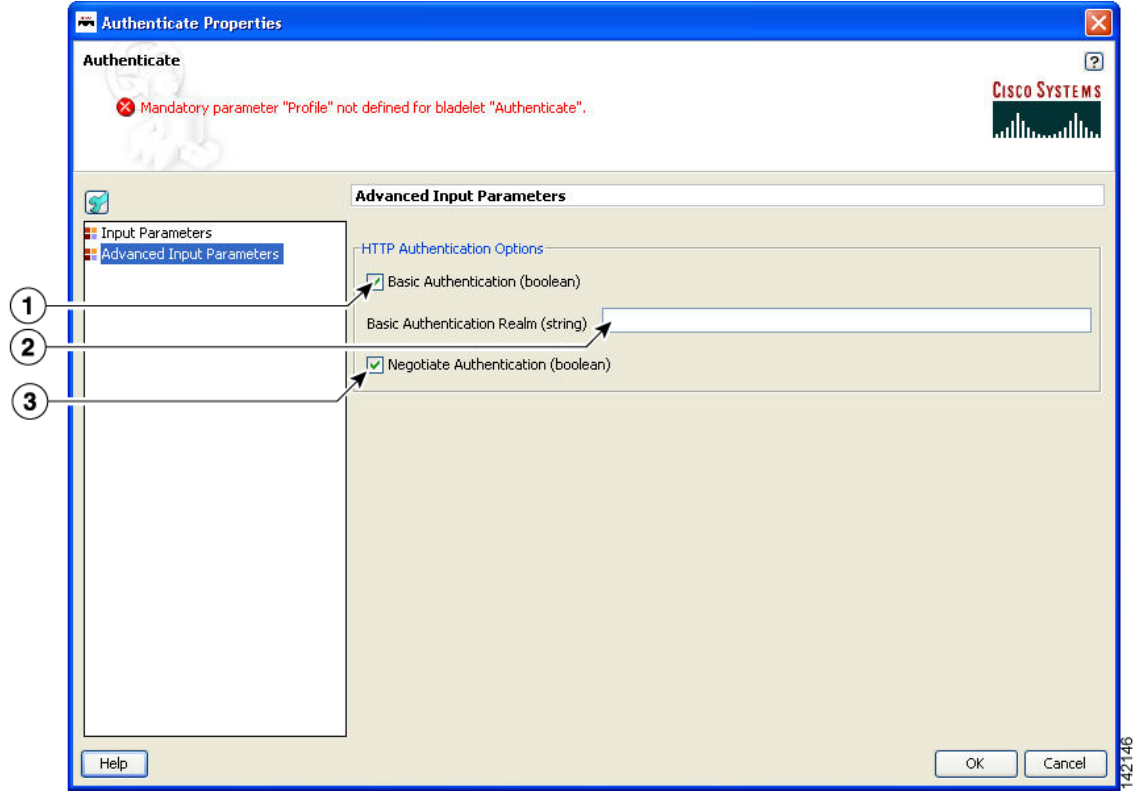 Authenticate Properties
Authenticate
Mandatory parameter "Profile" not defined for bladelet "Authenticate".
CISCO SYSTEMS
Advanced Input Parameters
Input Parameters
Advanced Input Parameters
HTTP Authentication Options
1
Basic Authentication (boolean)
2
Basic Authentication Realm (string)
3
Negotiate Authentication (boolean)
Help
OK
Cancel
142146